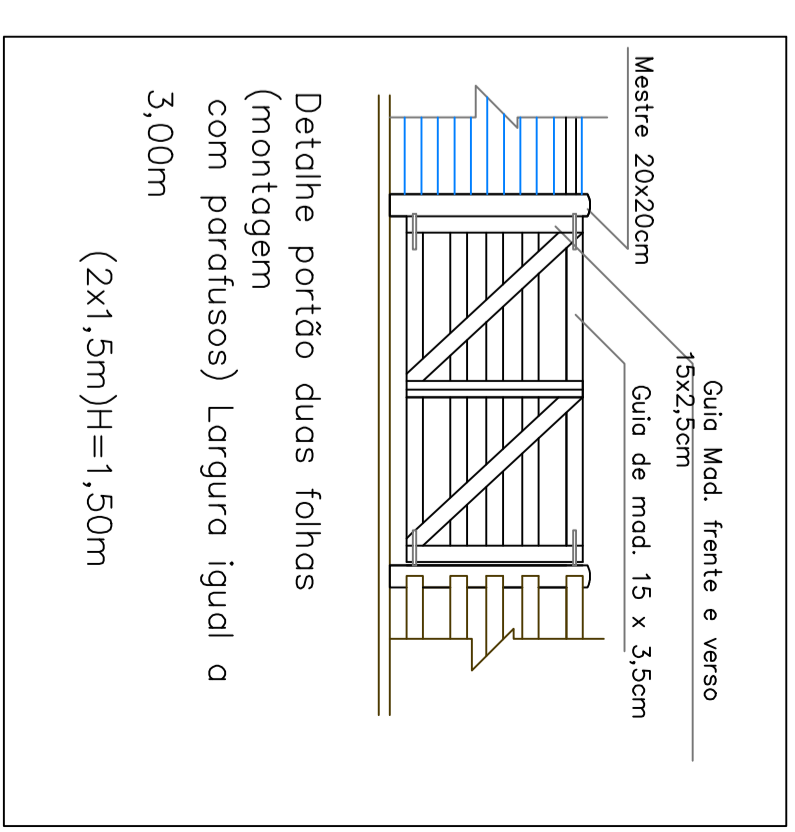 Guia Mad. frente e verso
15x2,5cm
Mestre 20x20cm
Guia de mad. 15 x 3,5cm
Detalhe portão duas folhas
(montagem
com parafusos) Largura igual a
3,00m
(2x1,5m)H=1,50m